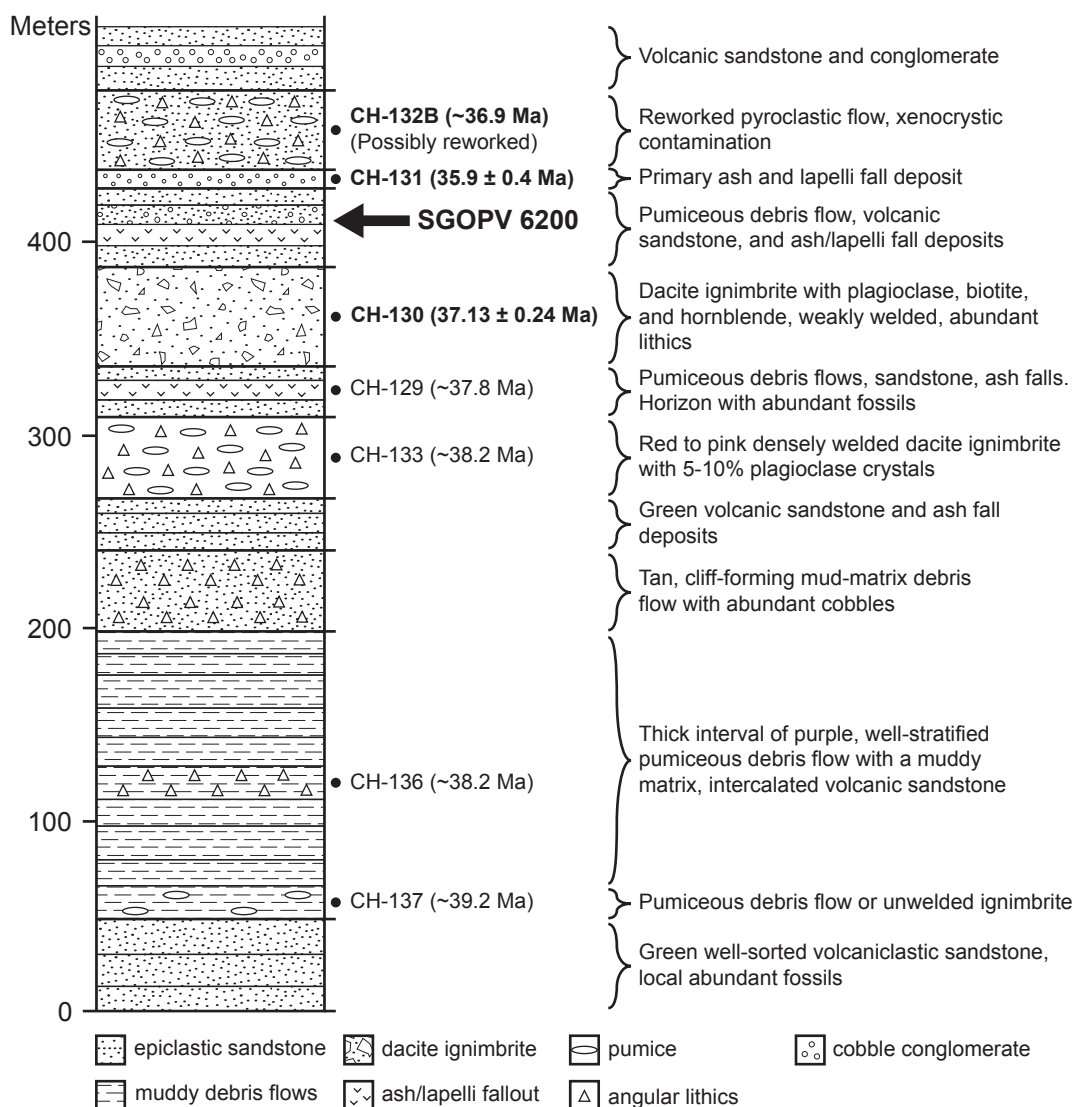 Meters
Volcanic sandstone and conglomerate
CH-132B (~36.9 Ma)
(Possibly reworked)
Reworked pyroclastic flow, xenocrystic
contamination
CH-131 (35.9 ± 0.4 Ma)
Primary ash and lapelli fall deposit
SGOPV 6200
Pumiceous debris flow, volcanic
sandstone, and ash/lapelli fall deposits
400
CH-130 (37.13 ± 0.24 Ma)
Dacite ignimbrite with plagioclase, biotite,
and hornblende, weakly welded, abundant
lithics
CH-129 (~37.8 Ma)
Pumiceous debris flows, sandstone, ash falls.
Horizon with abundant fossils
300
CH-133 (~38.2 Ma)
Red to pink densely welded dacite ignimbrite
with 5-10% plagioclase crystals
Green volcanic sandstone and ash fall
deposits
Tan, cliff-forming mud-matrix debris
flow with abundant cobbles
200
Thick interval of purple, well-stratified
pumiceous debris flow with a muddy
matrix, intercalated volcanic sandstone
CH-136 (~38.2 Ma)
100
CH-137 (~39.2 Ma)
Pumiceous debris flow or unwelded ignimbrite
Green well-sorted volcaniclastic sandstone,
local abundant fossils
0
epiclastic sandstone
dacite ignimbrite
pumice
cobble conglomerate
muddy debris flows
ash/lapelli fallout
angular lithics